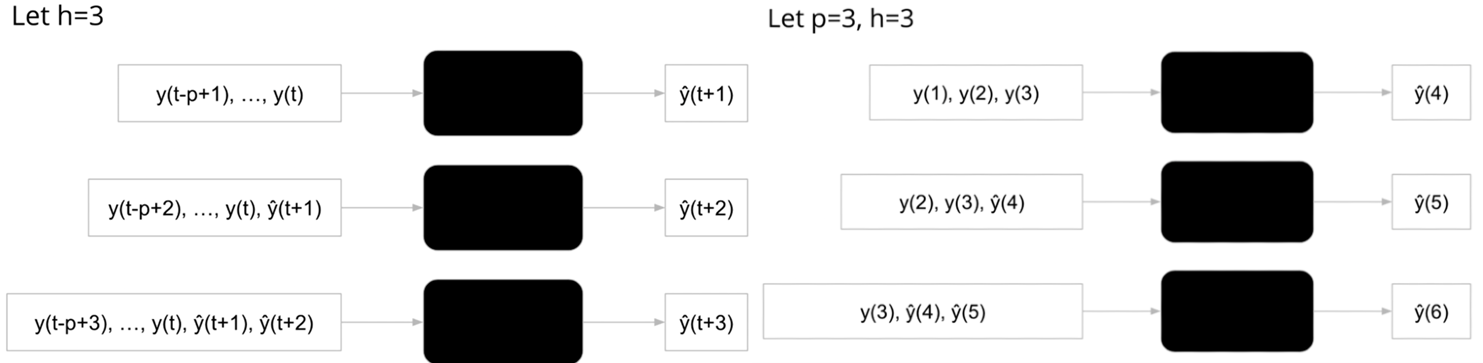 Let h=3
y(t-p+1), …, y(t)
ŷ(t+1)
y(t-p+2), …, y(t), ŷ(t+1)
ŷ(t+2)
y(t-p+3), …, y(t), ŷ(t+1), ŷ(t+2)
ŷ(t+3)
Let p=3, h=3
y(1), y(2), y(3)
ŷ(4)
y(2), y(3), ŷ(4)
ŷ(5)
y(3), ŷ(4), ŷ(5)
ŷ(6)